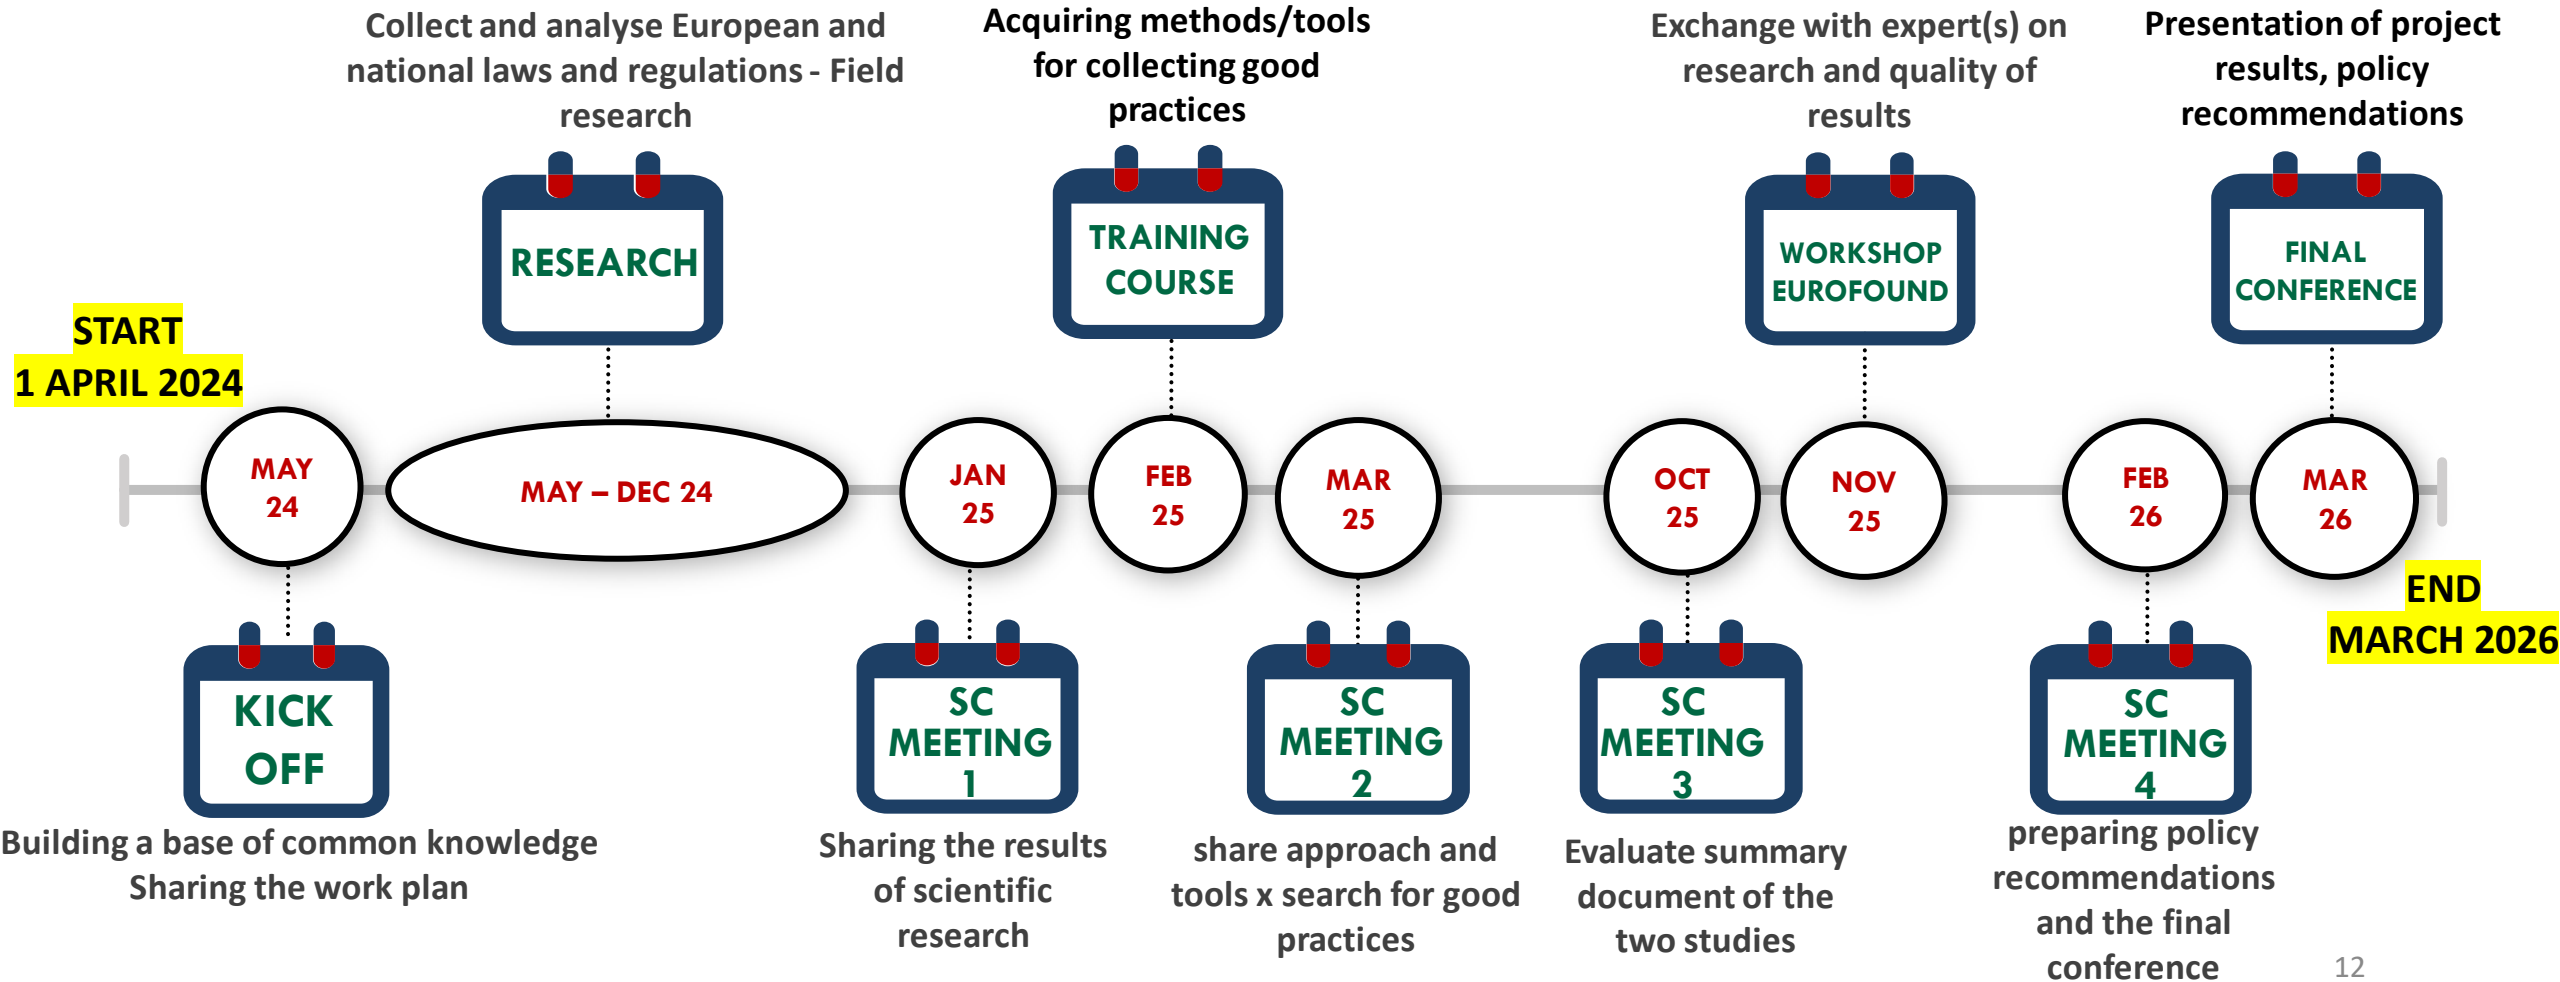 Collect and analyse European and
national laws and regulations - Field
research
Acquiring methods/tools
for collecting good
practices
Exchange with expert(s) on
research and quality of
results
Presentation of project
results, policy
recommendations
RESEARCH
TRAINING
COURSE
WORKSHOP
EUROFOUND
FINAL
CONFERENCE
START
1 APRIL 2024
MAY
24
MAY – DEC 24
JAN
25
FEB
25
MAR
25
OCT
25
NOV
25
FEB
26
MAR
26
END
MARCH 2026
KICK
OFF
SC
MEETING
1
SC
MEETING
2
SC
MEETING
3
SC
MEETING
4
Building a base of common knowledge
Sharing the work plan
Sharing the results
of scientific
research
share approach and
tools x search for good
practices
Evaluate summary
document of the
two studies
preparing policy
recommendations
and the final
conference
12